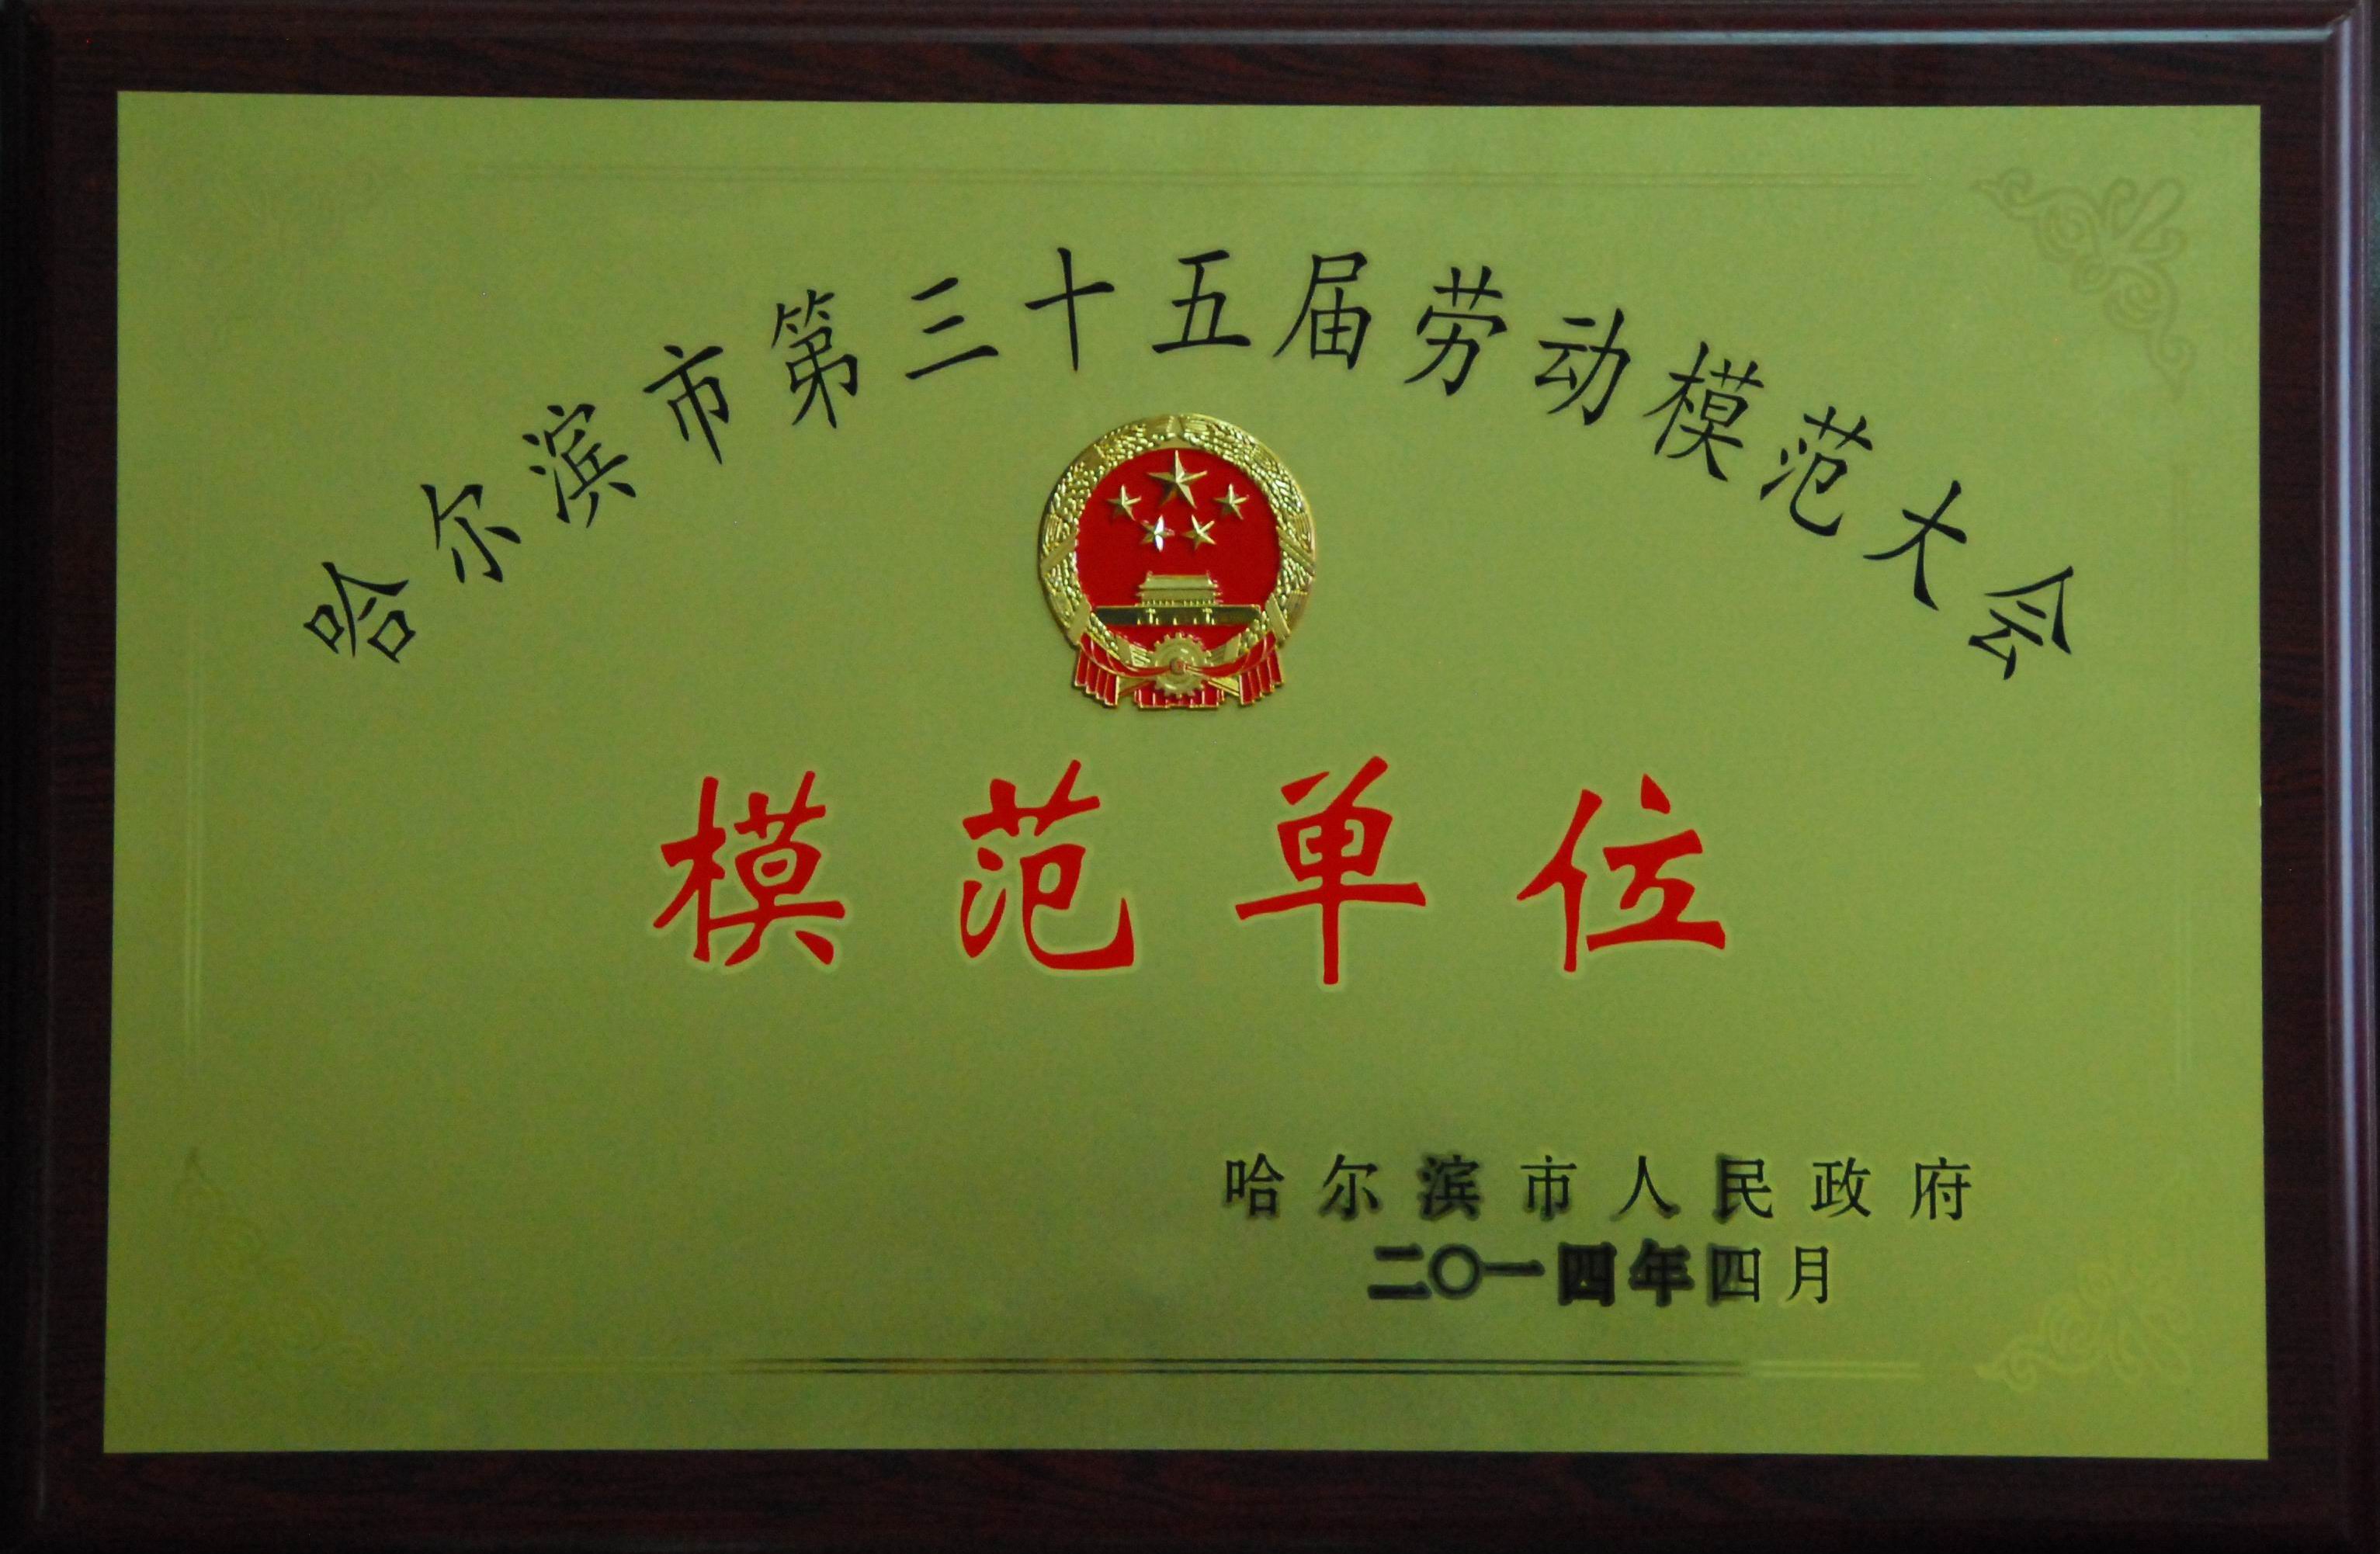 哈尔滨市第三十五届劳动模范大会
模范单位
哈尔滨市人民政府
二〇一四年四月